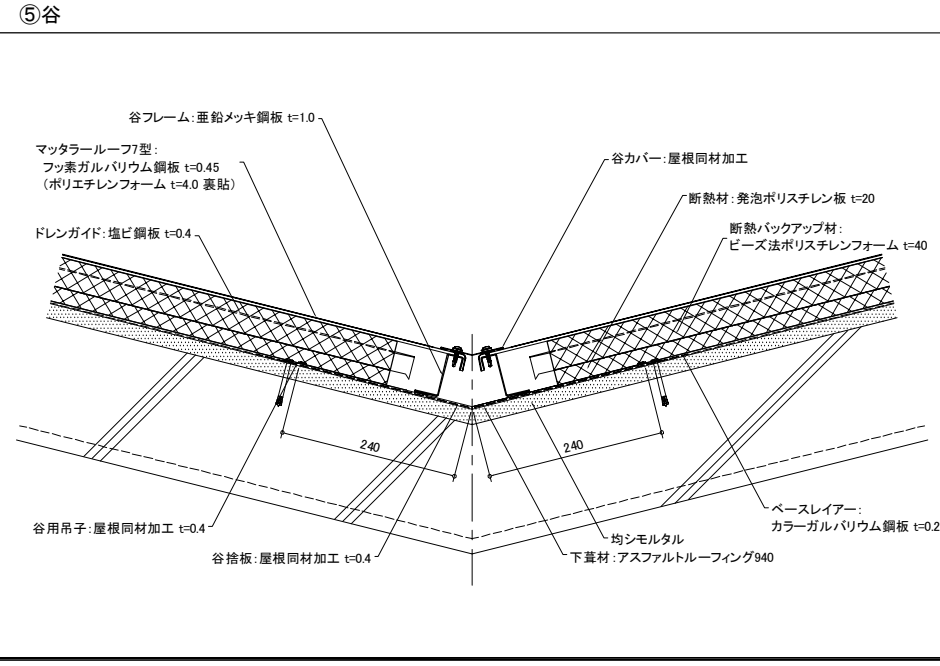 ⑤谷
谷フレーム:亜鉛メッキ鋼板 t=1.0
マッタラールーフ7型:
フッ素ガルバリウム鋼板 t=0.45
(ポリエチレンフォーム t=4.0 裏貼)
ドレンガイド:塩ビ鋼板 t=0.4
谷カバー:屋根同材加工
断熱材:発泡ポリスチレン板 t=20
断熱バックアップ材:
ビーズ法ポリスチレンフォーム t=40
240
240
谷用吊子:屋根同材加工 t=0.4
谷捨板:屋根同材加工 t=0.4
均シモルタル
下葺材:アスファルトルーフィング940
ベースレイアー:
カラーガルバリウム鋼板 t=0.2